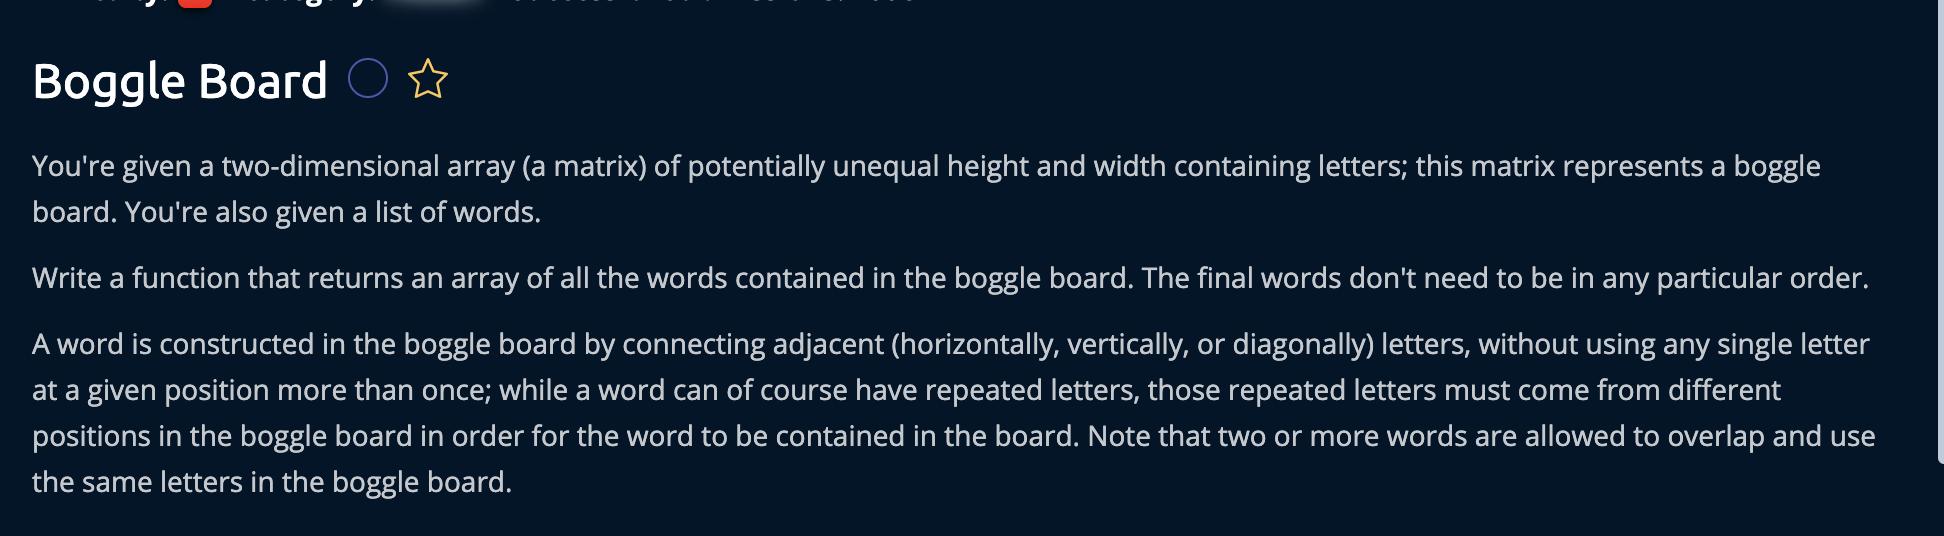 Boggle Board
You're given a two-dimensional array (a matrix) of potentially unequal height and width containing letters; this matrix represents a boggle
board. You're also given a list of words.
Write a function that returns an array of all the words contained in the boggle board. The final words don't need to be in any particular order.
A word is constructed in the boggle board by connecting adjacent (horizontally, vertically, or diagonally) letters, without using any single letter
at a given position more than once; while a word can of course have repeated letters, those repeated letters must come from different
positions in the boggle board in order for the word to be contained in the board. Note that two or more words are allowed to overlap and use
the same letters in the boggle board.